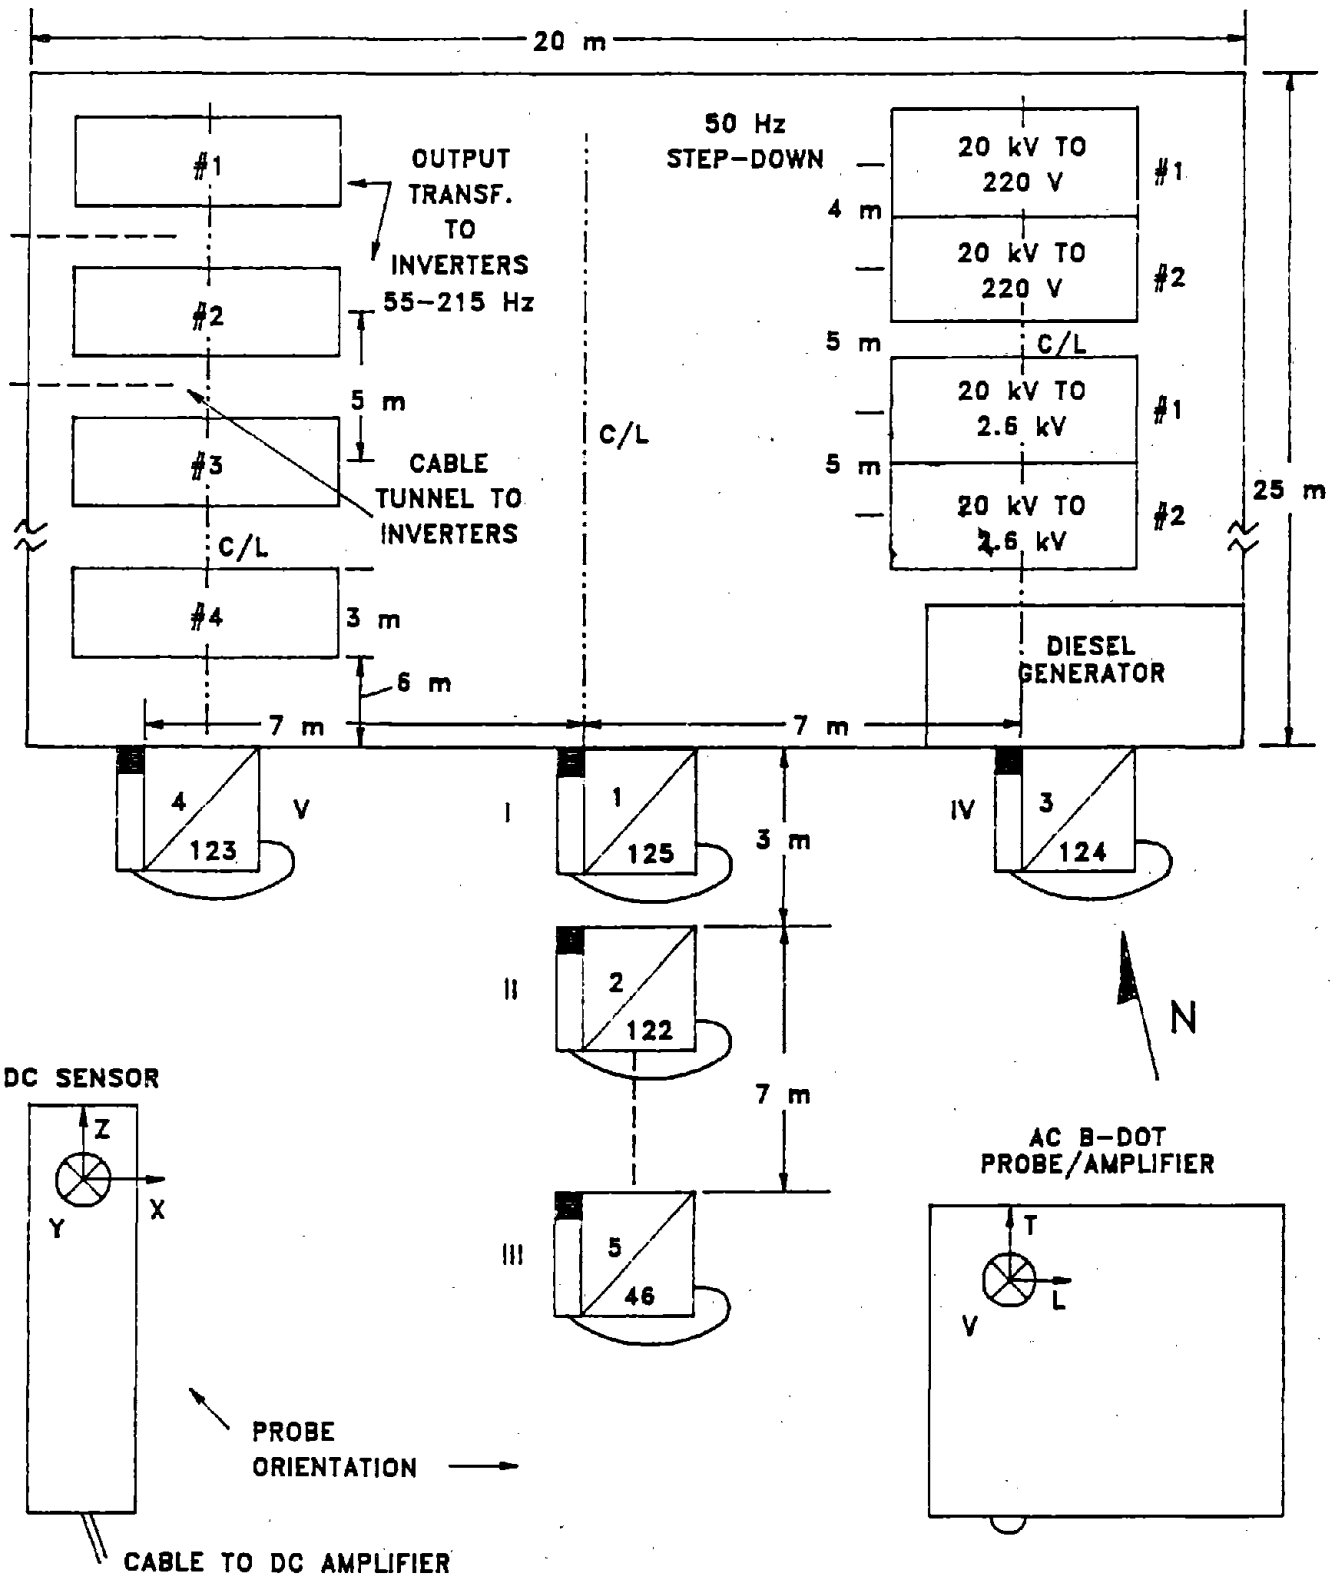 20 m
#1
OUTPUT
TRANSF.
TO
INVERTERS
55-215 Hz
#2
5 m
#3
CABLE
TUNNEL TO
INVERTERS
C/L
#4
3 m
6 m
C/L
50 Hz
STEP-DOWN
4 m
5 m
5 m
20 kV TO
220 V
#1
20 kV TO
220 V
#2
C/L
20 kV TO
2.6 kV
#1
20 kV TO
2.6 kV
#2
25 m
DIESEL
GENERATOR
7 m
7 m
4
123
V
I
1
125
3 m
IV
3
124
II
2
122
7 m
N
III
5
46
DC SENSOR
Z
X
Y
PROBE
ORIENTATION
CABLE TO DC AMPLIFIER
AC B-DOT
PROBE/AMPLIFIER
T
L
V